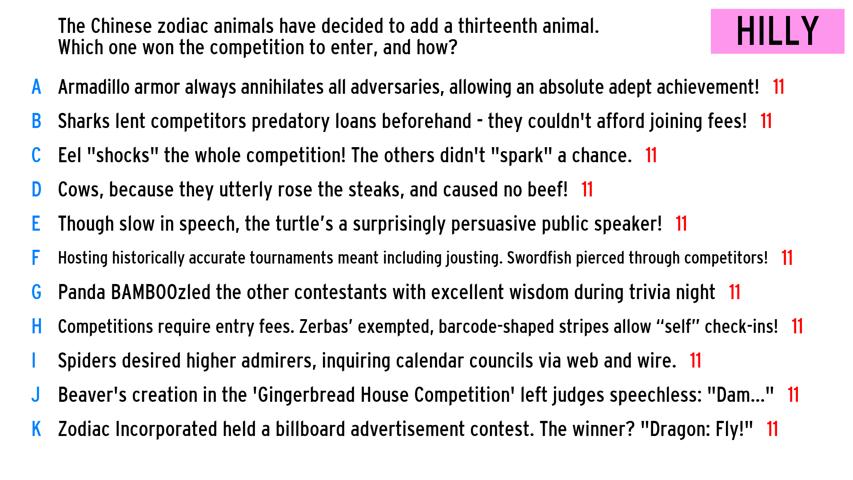 The Chinese zodiac animals have decided to add a thirteenth animal.
Which one won the competition to enter, and how?
HILLY
A Armadillo armor always annihilates all adversaries, allowing an absolute adept achievement! 11
B Sharks lent competitors predatory loans beforehand - they couldn't afford joining fees! 11
C Eel "shocks" the whole competition! The others didn't "spark" a chance. 11
D Cows, because they utterly rose the steaks, and caused no beef! 11
E Though slow in speech, the turtle’s a surprisingly persuasive public speaker! 11
F Hosting historically accurate tournaments meant including jousting. Swordfish pierced through competitors! 11
G Panda BAMBOOzled the other contestants with excellent wisdom during trivia night 11
H Competitions require entry fees. Zerbas’ exempted, barcode-shaped stripes allow “self” check-ins! 11
I Spiders desired higher admirers, inquiring calendar councils via web and wire. 11
J Beaver's creation in the 'Gingerbread House Competition' left judges speechless: "Dam..." 11
K Zodiac Incorporated held a billboard advertisement contest. The winner? "Dragon: Fly!" 11